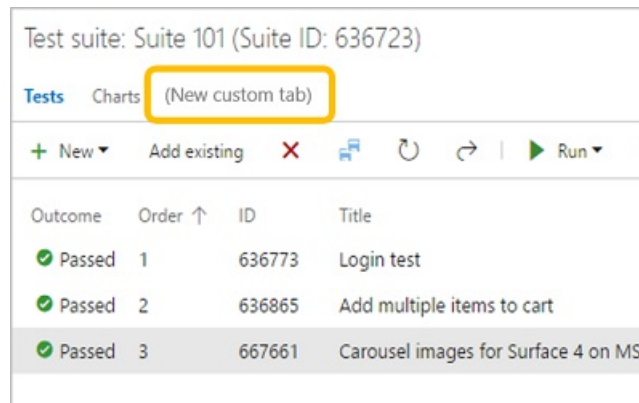 Test suite: Suite 101 (Suite ID: 636723)
Tests Charts (New custom tab)
+ New Add existing Run
Outcome Order ↑ ID Title
Passed 1 636773 Login test
Passed 2 636865 Add multiple items to cart
Passed 3 667661 Carousel images for Surface 4 on MS